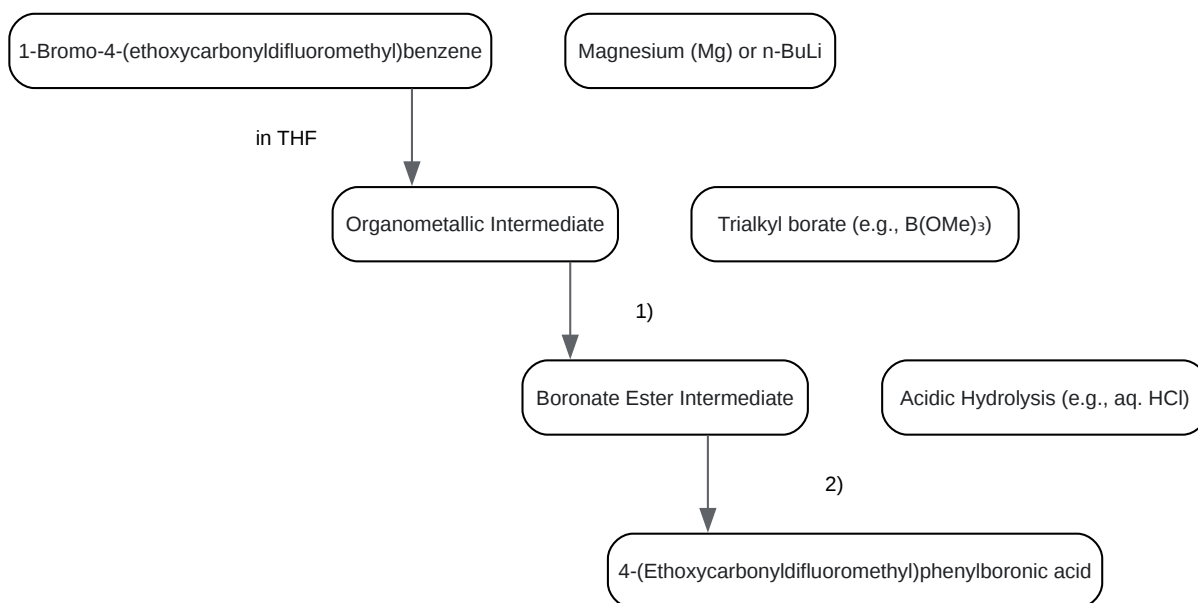 1-Bromo-4-(ethoxycarbonyldifluoromethyl)benzene
Magnesium (Mg) or n-BuLi
in THF
Organometallic Intermediate
Trialkyl borate (e.g., B(OMe)₃)
1)
Boronate Ester Intermediate
Acidic Hydrolysis (e.g., aq. HCl)
2)
4-(Ethoxycarbonyldifluoromethyl)phenylboronic acid